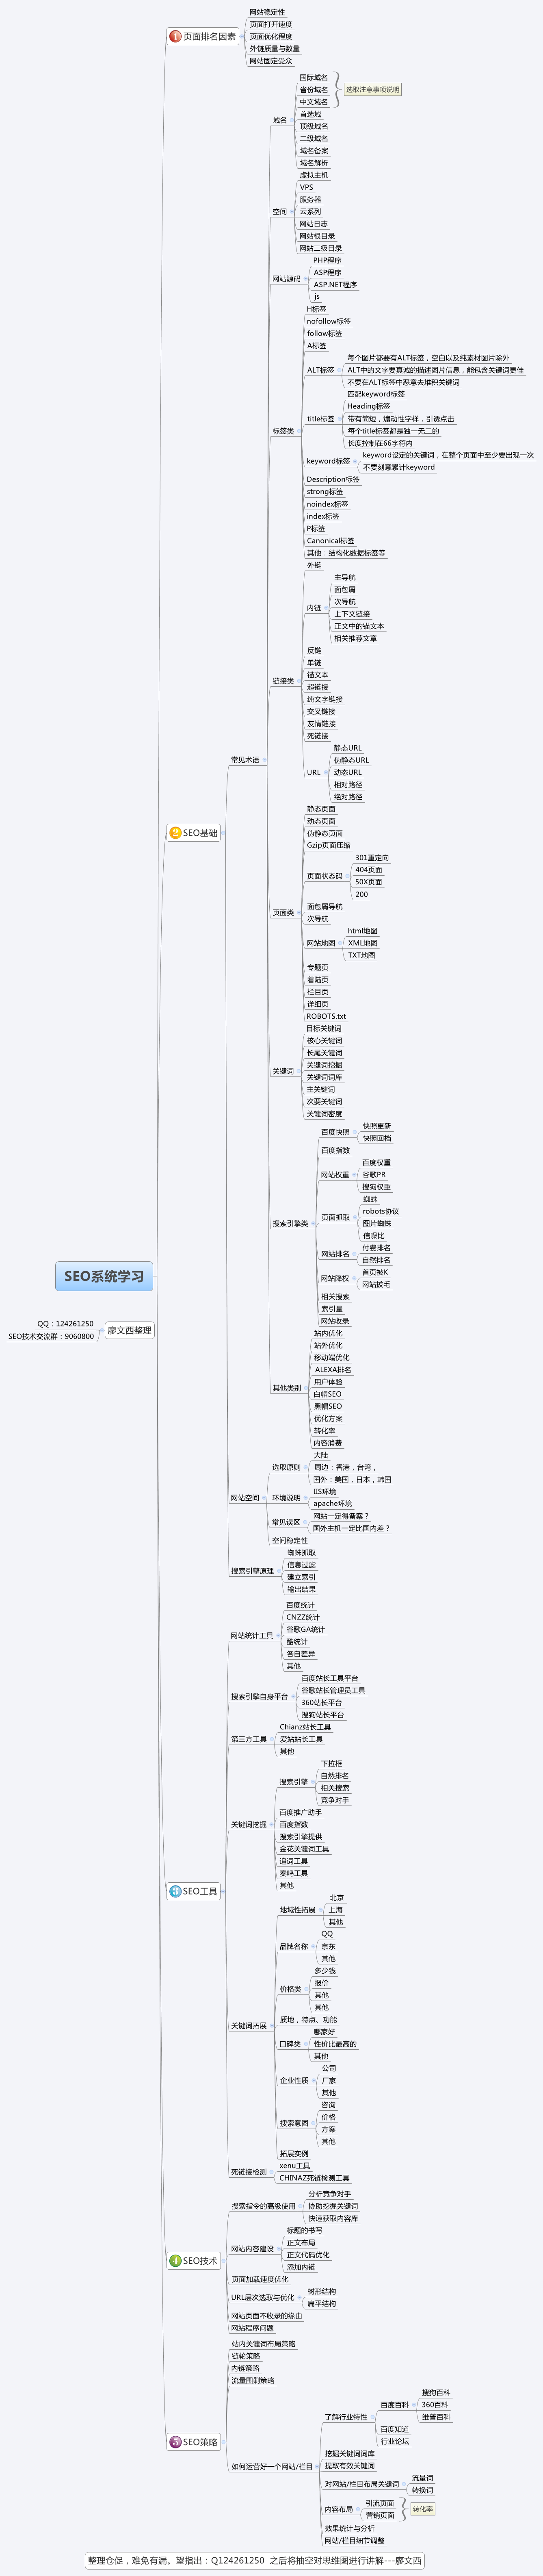 1 页面排名因素
网站稳定性
页面打开速度
页面优化程度
外链质量与数量
网站固定受众
SEO系统学习
廖文西整理
QQ：124261250
SEO技术交流群：9060800
2 SEO基础
常见术语
域名
国际域名
省份域名
中文域名
选取注意事项说明
首选域
顶级域名
二级域名
域名备案
域名解析
空间
虚拟主机
VPS
服务器
云系列
网站日志
网站根目录
网站二级目录
网站源码
PHP程序
ASP程序
ASP.NET程序
js
标签类
H标签
nofollow标签
follow标签
A标签
ALT标签
每个图片都要有ALT标签，空白以及纯素材图片除外
ALT中的文字要真诚的描述图片信息，能包含关键词更佳
不要在ALT标签中恶意去堆积关键词
title标签
匹配keyword标签
Heading标签
带有简短，煽动性字样，引诱点击
每个title标签都是独一无二的
长度控制在66字符内
keyword标签
keyword设定的关键词，在整个页面中至少要出现一次
不要刻意累计keyword
Description标签
strong标签
noindex标签
index标签
P标签
Canonical标签
其他：结构化数据标签等
链接类
外链
内链
主导航
面包屑
次导航
上下文链接
正文中的锚文本
相关推荐文章
反链
单链
锚文本
超链接
纯文字链接
交叉链接
友情链接
死链接
URL
静态URL
伪静态URL
动态URL
相对路径
绝对路径
页面类
静态页面
动态页面
伪静态页面
Gzip页面压缩
页面状态码
301重定向
404页面
50X页面
200
面包屑导航
次导航
网站地图
html地图
XML地图
TXT地图
专题页
着陆页
栏目页
详细页
ROBOTS.txt
关键词
目标关键词
核心关键词
长尾关键词
关键词挖掘
关键词词库
主关键词
次要关键词
关键词密度
搜索引擎类
百度快照
快照更新
快照回档
百度指数
网站权重
百度权重
谷歌PR
搜狗权重
页面抓取
蜘蛛
robots协议
图片蜘蛛
信噪比
网站排名
付费排名
自然排名
网站降权
首页被K
网站拔毛
相关搜索
索引量
网站收录
其他类别
站内优化
站外优化
移动端优化
ALEXA排名
用户体验
白帽SEO
黑帽SEO
优化方案
转化率
内容消费
网站空间
选取原则
大陆
周边：香港，台湾，
国外：美国，日本，韩国
环境说明
IIS环境
apache环境
常见误区
网站一定得备案？
国外主机一定比国内差？
空间稳定性
搜索引擎原理
蜘蛛抓取
信息过滤
建立索引
输出结果
3 SEO工具
网站统计工具
百度统计
CNZZ统计
谷歌GA统计
酷统计
各自差异
其他
搜索引擎自身平台
百度站长工具平台
谷歌站长管理员工具
360站长平台
搜狗站长平台
第三方工具
Chianz站长工具
爱站站长工具
其他
关键词挖掘
搜索引擎
下拉框
自然排名
相关搜索
竞争对手
百度推广助手
百度指数
搜索引擎提供
金花关键词工具
追词工具
奏鸣工具
其他
关键词拓展
地域性拓展
北京
上海
其他
品牌名称
QQ
京东
其他
价格类
多少钱
报价
其他
其他
质地，特点、功能
口碑类
哪家好
性价比最高的
其他
企业性质
公司
厂家
其他
搜索意图
咨询
价格
方案
其他
拓展实例
死链接检测
xenu工具
CHINAZ死链检测工具
4 SEO技术
搜索指令的高级使用
分析竞争对手
协助挖掘关键词
快速获取内容库
网站内容建设
标题的书写
正文布局
正文代码优化
添加内链
页面加载速度优化
URL层次选取与优化
树形结构
扁平结构
网站页面不收录的缘由
网站程序问题
5 SEO策略
站内关键词布局策略
链轮策略
内链策略
流量围剿策略
如何运营好一个网站/栏目
了解行业特性
百度百科
搜狗百科
360百科
维普百科
百度知道
行业论坛
挖掘关键词词库
提取有效关键词
对网站/栏目布局关键词
流量词
转换词
内容布局
引流页面
营销页面
转化率
效果统计与分析
网站/栏目细节调整
整理仓促，难免有漏。望指出：Q124261250 之后将抽空对思维图进行讲解---廖文西